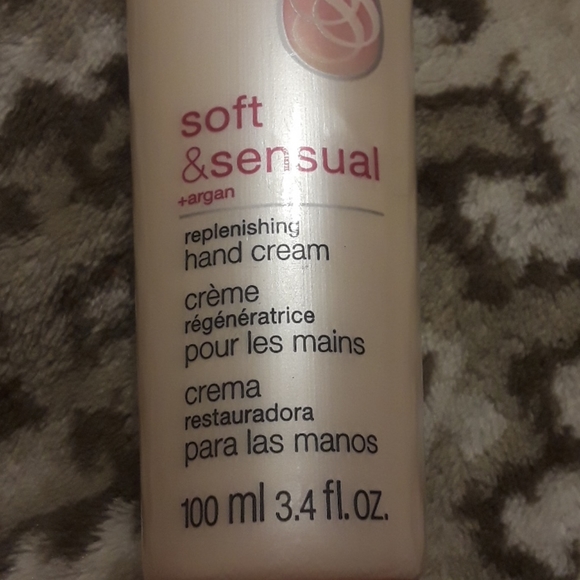 soft
&sensual
+argan
replenishing
hand cream
crème
régénératrice
pour les mains
crema
restauradora
para las manos
100 ml 3.4 fl. oz.